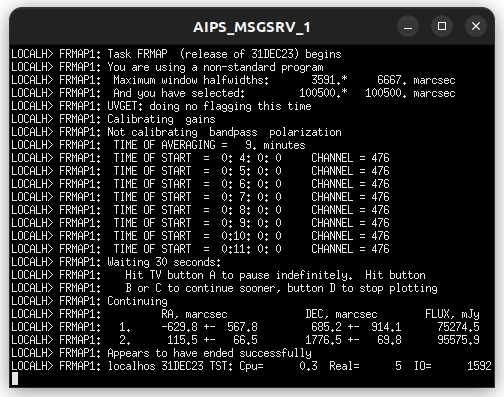 AIPS_MSGSRV_1
LOCALH> FRMAP1: Task FRMAP  (release of 31DEC23) begins
LOCALH> FRMAP1: You are using a non-standard program
LOCALH> FRMAP1:  Maximum window halfwidths:     3591.*    6667. marcsec
LOCALH> FRMAP1:  And you have selected:       100500.*  100500. marcsec
LOCALH> FRMAP1: UVGET: doing no flagging this time
LOCALH> FRMAP1: Calibrating  gains
LOCALH> FRMAP1: Not calibrating  bandpass  polarization
LOCALH> FRMAP1:  TIME OF AVERAGING =   9. minutes
LOCALH> FRMAP1:  TIME OF START  =  0: 4: 0: 0    CHANNEL = 476
LOCALH> FRMAP1:  TIME OF START  =  0: 5: 0: 0    CHANNEL = 476
LOCALH> FRMAP1:  TIME OF START  =  0: 6: 0: 0    CHANNEL = 476
LOCALH> FRMAP1:  TIME OF START  =  0: 7: 0: 0    CHANNEL = 476
LOCALH> FRMAP1:  TIME OF START  =  0: 8: 0: 0    CHANNEL = 476
LOCALH> FRMAP1:  TIME OF START  =  0: 9: 0: 0    CHANNEL = 476
LOCALH> FRMAP1:  TIME OF START  =  0:10: 0: 0    CHANNEL = 476
LOCALH> FRMAP1:  TIME OF START  =  0:11: 0: 0    CHANNEL = 476
LOCALH> FRMAP1: Waiting 30 seconds:
LOCALH> FRMAP1:    Hit TV button A to pause indefinitely.  Hit button
LOCALH> FRMAP1:    B or C to continue sooner, button D to stop plotting
LOCALH> FRMAP1: Continuing
LOCALH> FRMAP1:        RA, marcsec          DEC, marcsec      FLUX, mJy
LOCALH> FRMAP1:   1.    -629.8 +-  567.8      685.2 +-  914.1    75274.5
LOCALH> FRMAP1:   2.     115.5 +-   66.5     1776.5 +-   69.8    95575.9
LOCALH> FRMAP1: Appears to have ended successfully
LOCALH> FRMAP1: localhos 31DEC23 TST: Cpu=     0.3  Real=      5  IO=      1592